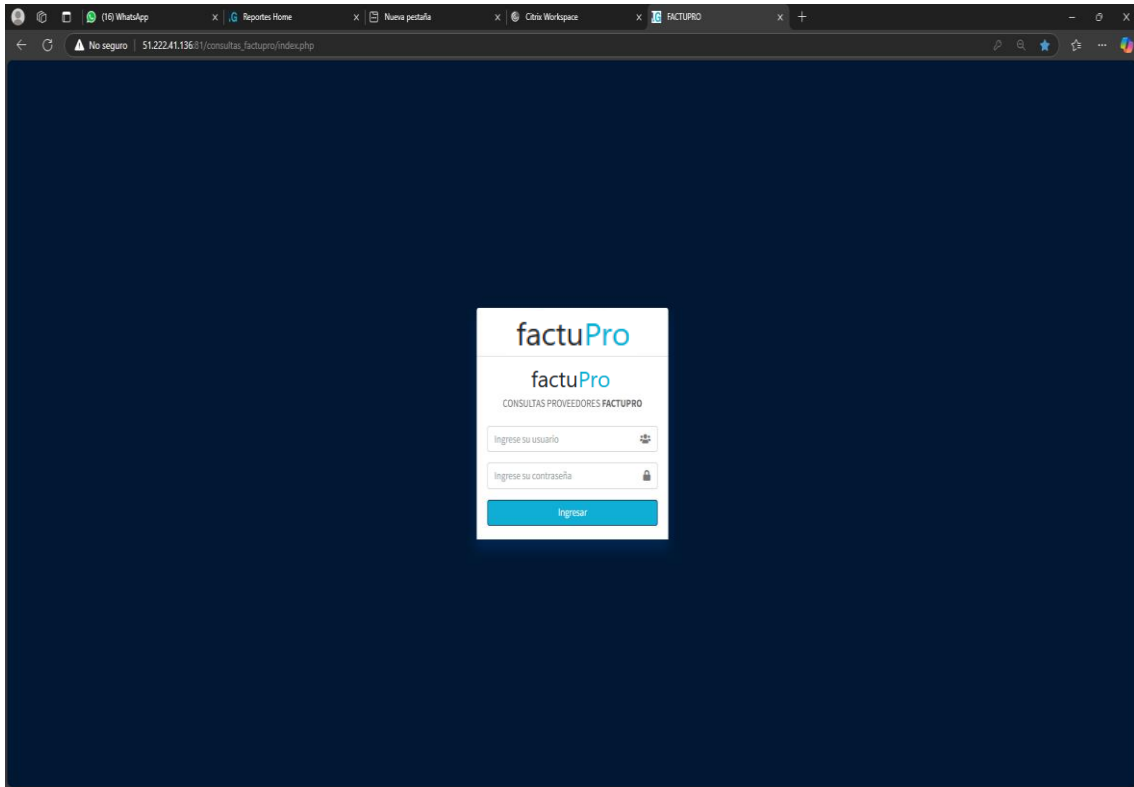 (16) WhatsApp
.G Reportes Home
Nueva pestaña
Citrix Workspace
.G FACTUPRO
No seguro | 51.222.41.136:81/consultas_factupro/index.php
factuPro
factuPro
CONSULTAS PROVEEDORES FACTUPRO
Ingrese su usuario
Ingrese su contraseña
Ingresar